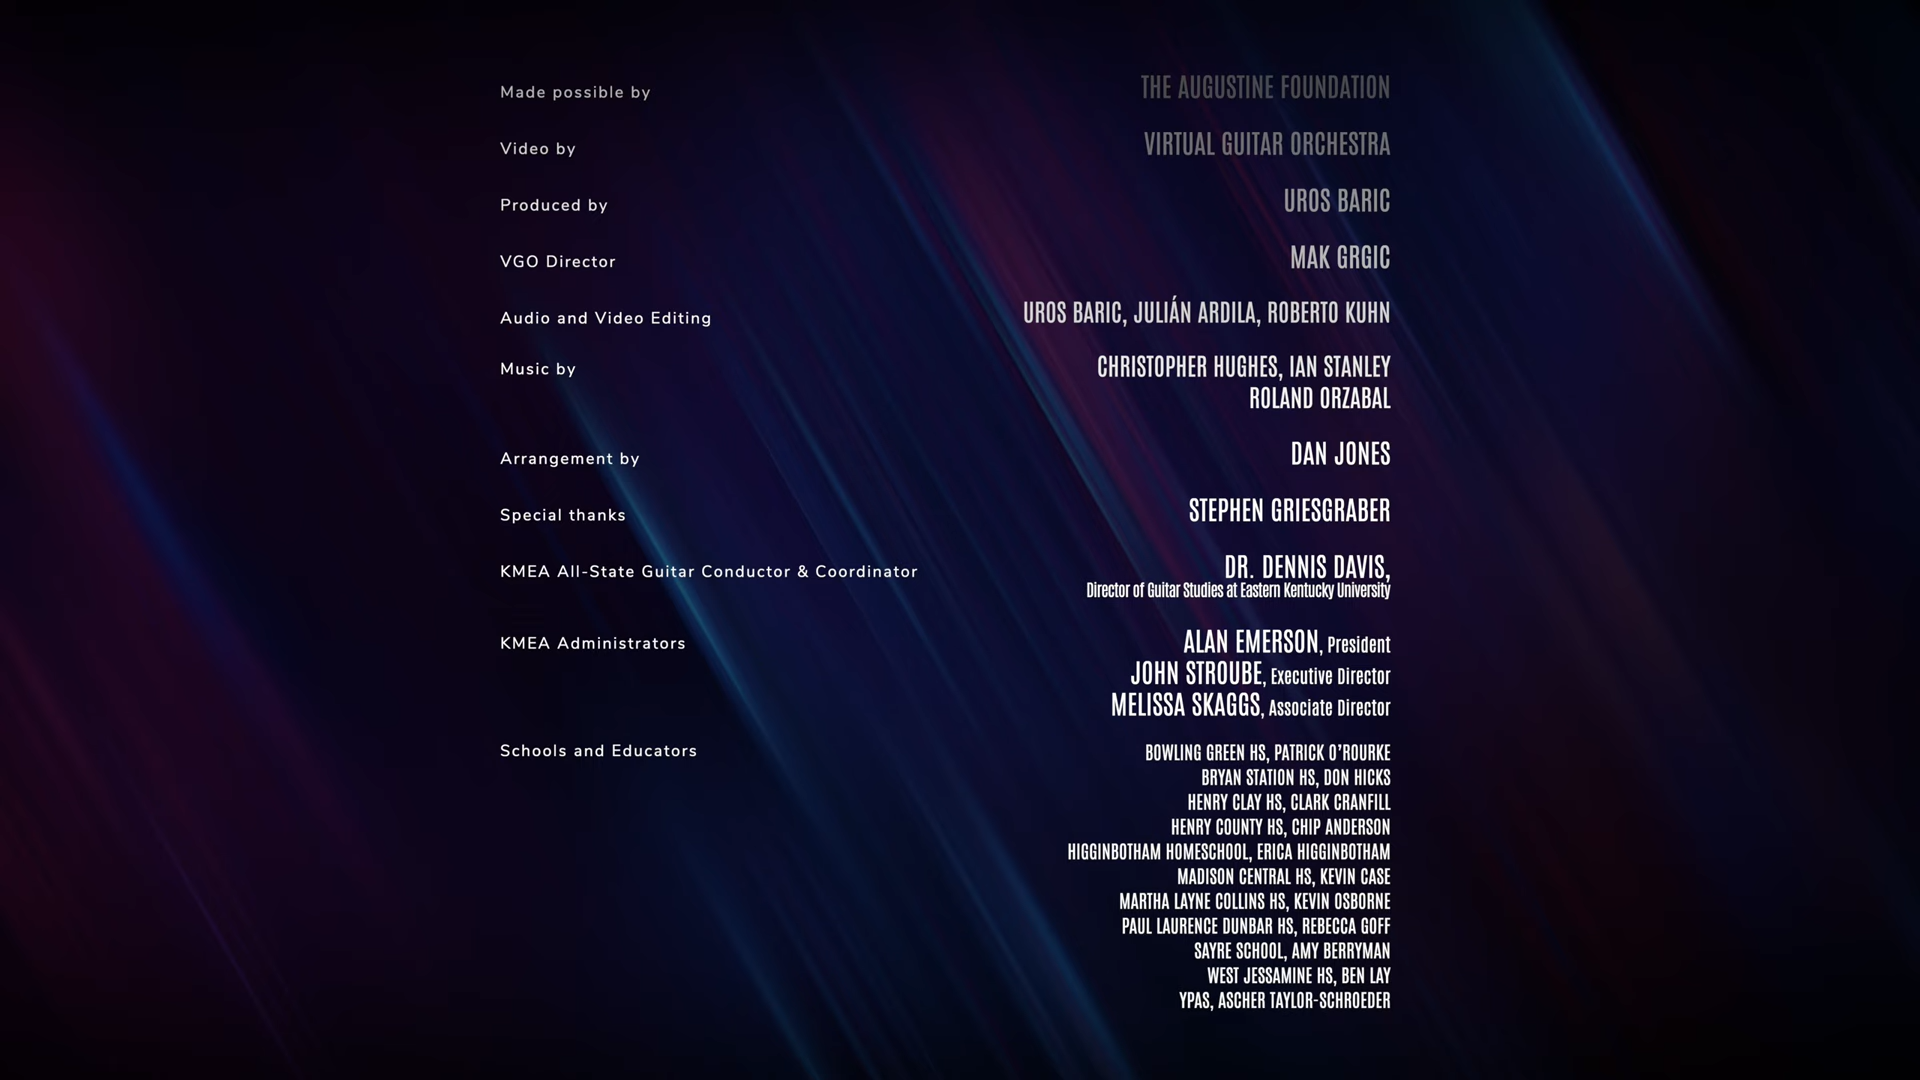 Made possible by THE AUGUSTINE FOUNDATION
Video by VIRTUAL GUITAR ORCHESTRA
Produced by UROS BARIC
VGO Director MAK GRGIC
Audio and Video Editing UROS BARIC, JULIÁN ARDILA, ROBERTO KUHN
Music by CHRISTOPHER HUGHES, IAN STANLEY
ROLAND ORZABAL
Arrangement by DAN JONES
Special thanks STEPHEN GRIESGRABER
KMEA All-State Guitar Conductor & Coordinator DR. DENNIS DAVIS,
Director of Guitar Studies at Eastern Kentucky University
KMEA Administrators ALAN EMERSON, President
JOHN STROUBE, Executive Director
MELISSA SKAGGS, Associate Director
Schools and Educators BOWLING GREEN HS, PATRICK O’ROURKE
BRYAN STATION HS, DON HICKS
HENRY CLAY HS, CLARK CRANFILL
HENRY COUNTY HS, CHIP ANDERSON
HIGGINBOTHAM HOMESCHOOL, ERICA HIGGINBOTHAM
MADISON CENTRAL HS, KEVIN CASE
MARTHA LAYNE COLLINS HS, KEVIN OSBORNE
PAUL LAURENCE DUNBAR HS, REBECCA GOFF
SAYRE SCHOOL, AMY BERRYMAN
WEST JESSAMINE HS, BEN LAY
YPAS, ASCHER TAYLOR-SCHROEDER